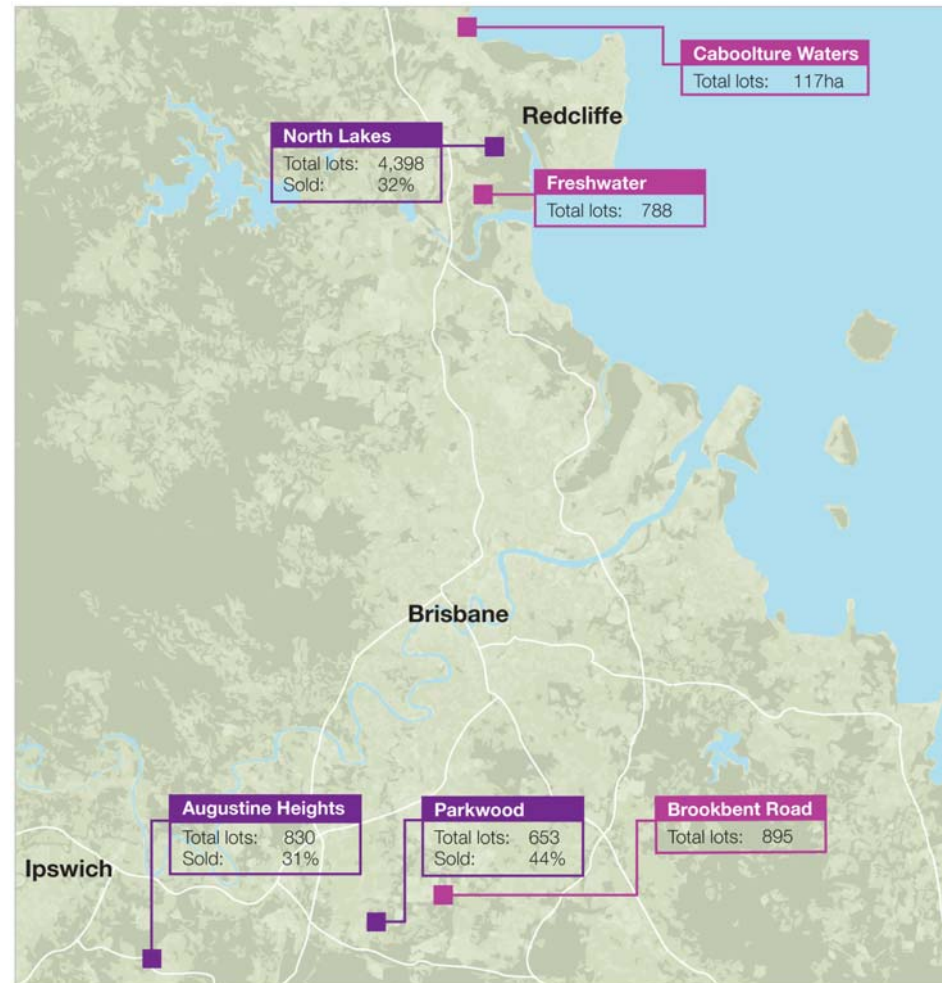 Caboolture Waters
Total lots: 117ha
Redcliffe
North Lakes
Total lots: 4,398
Sold: 32%
Freshwater
Total lots: 788
Brisbane
Augustine Heights
Total lots: 830
Sold: 31%
Parkwood
Total lots: 653
Sold: 44%
Brookbent Road
Total lots: 895
Ipswich